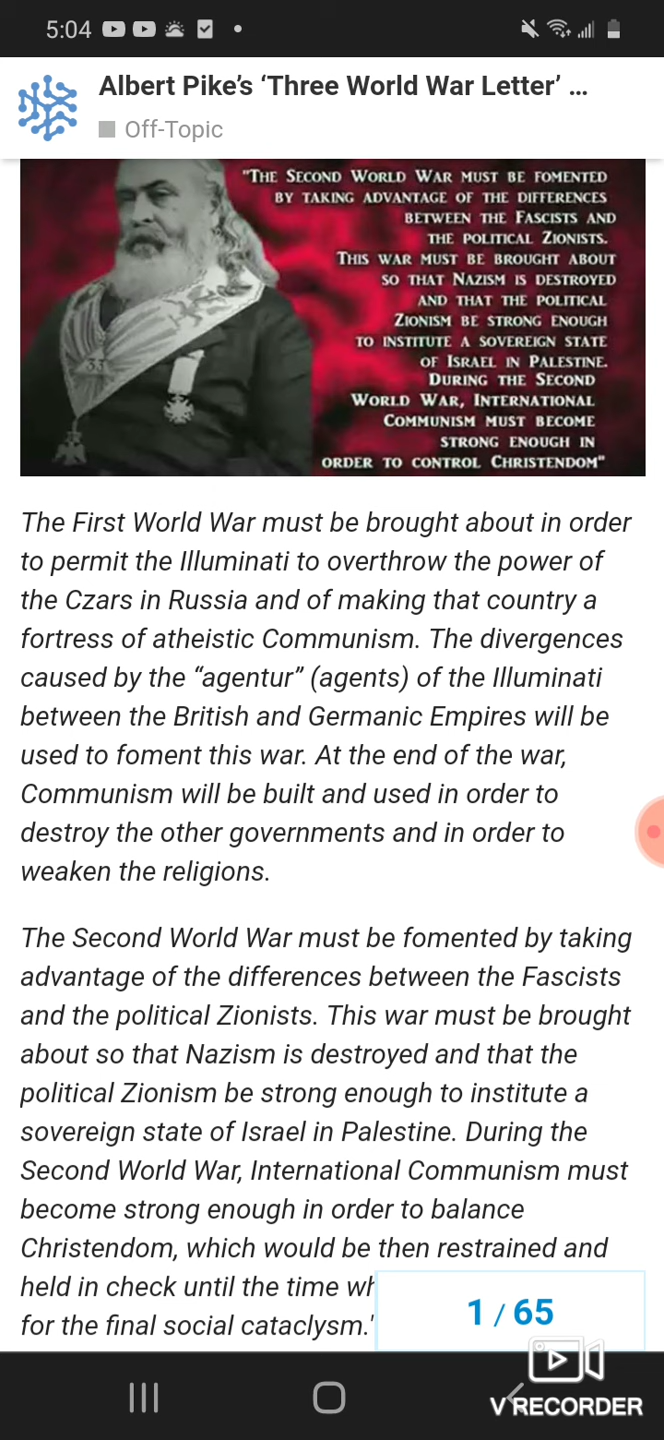 5:04
Albert Pike's 'Three World War Letter' ...
Off-Topic
"The Second World War must be fomented
by taking advantage of the differences
between the Fascists and
the political Zionists.
This war must be brought about
so that Nazism is destroyed
and that the political
Zionism be strong enough
to institute a sovereign state
of Israel in Palestine.
During the Second
World War, International
Communism must become
strong enough in
order to control Christendom"
33
The First World War must be brought about in order
to permit the Illuminati to overthrow the power of
the Czars in Russia and of making that country a
fortress of atheistic Communism. The divergences
caused by the “agentur” (agents) of the Illuminati
between the British and Germanic Empires will be
used to foment this war. At the end of the war,
Communism will be built and used in order to
destroy the other governments and in order to
weaken the religions.
The Second World War must be fomented by taking
advantage of the differences between the Fascists
and the political Zionists. This war must be brought
about so that Nazism is destroyed and that the
political Zionism be strong enough to institute a
sovereign state of Israel in Palestine. During the
Second World War, International Communism must
become strong enough in order to balance
Christendom, which would be then restrained and
held in check until the time
for the final social cataclysm."
1 / 65
V RECORDER